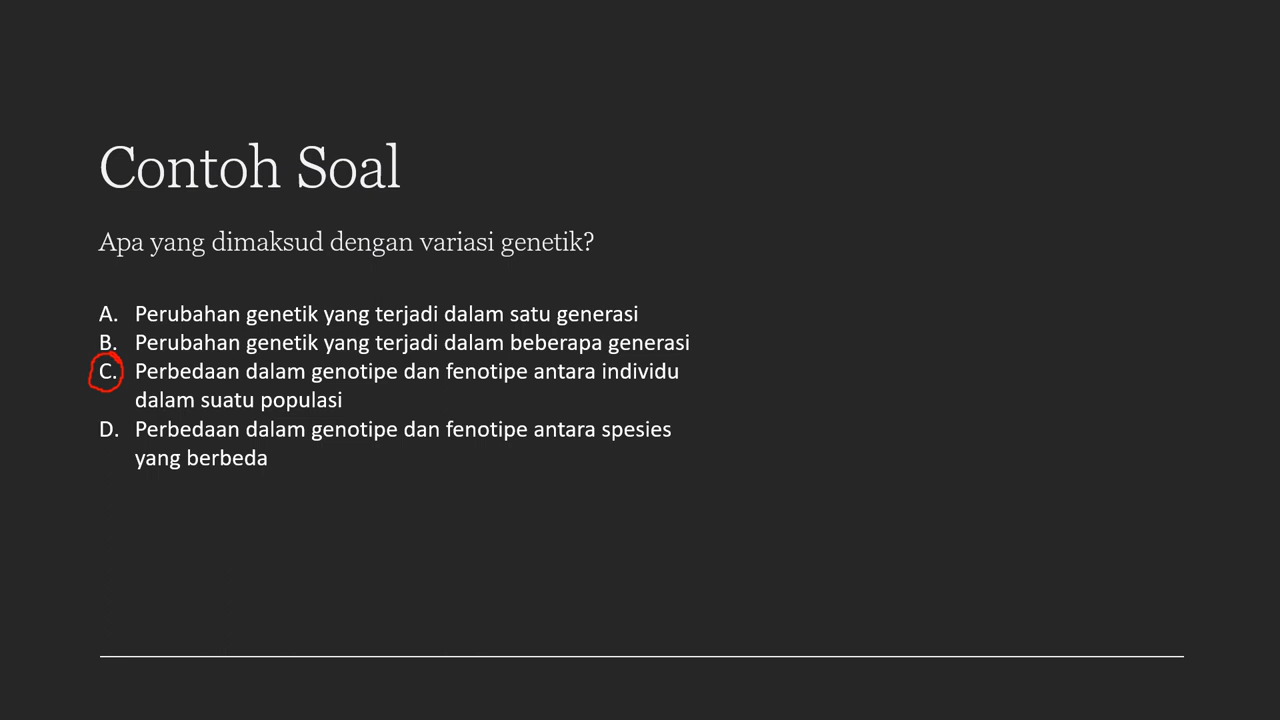 Contoh Soal
Apa yang dimaksud dengan variasi genetik?
A. Perubahan genetik yang terjadi dalam satu generasi
B. Perubahan genetik yang terjadi dalam beberapa generasi
C. Perbedaan dalam genotipe dan fenotipe antara individu
dalam suatu populasi
D. Perbedaan dalam genotipe dan fenotipe antara spesies
yang berbeda